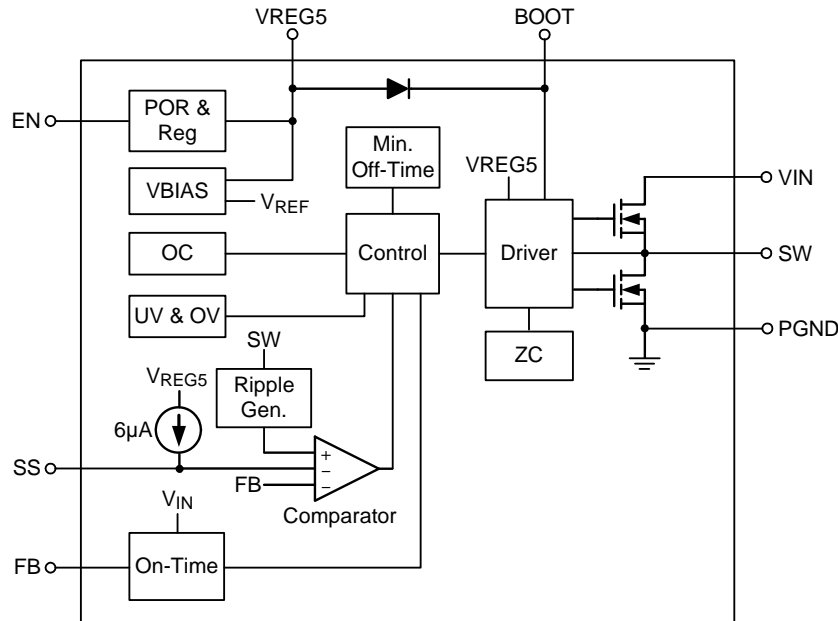 VREG5
BOOT
EN
POR &
Reg
Min.
Off-Time
VREG5
VIN
VBIAS
VREF
OC
Control
Driver
SW
UV & OV
PGND
SW
ZC
VREG5
Ripple
Gen.
6µA
+
SS
−
FB
−
VIN
Comparator
FB
On-Time